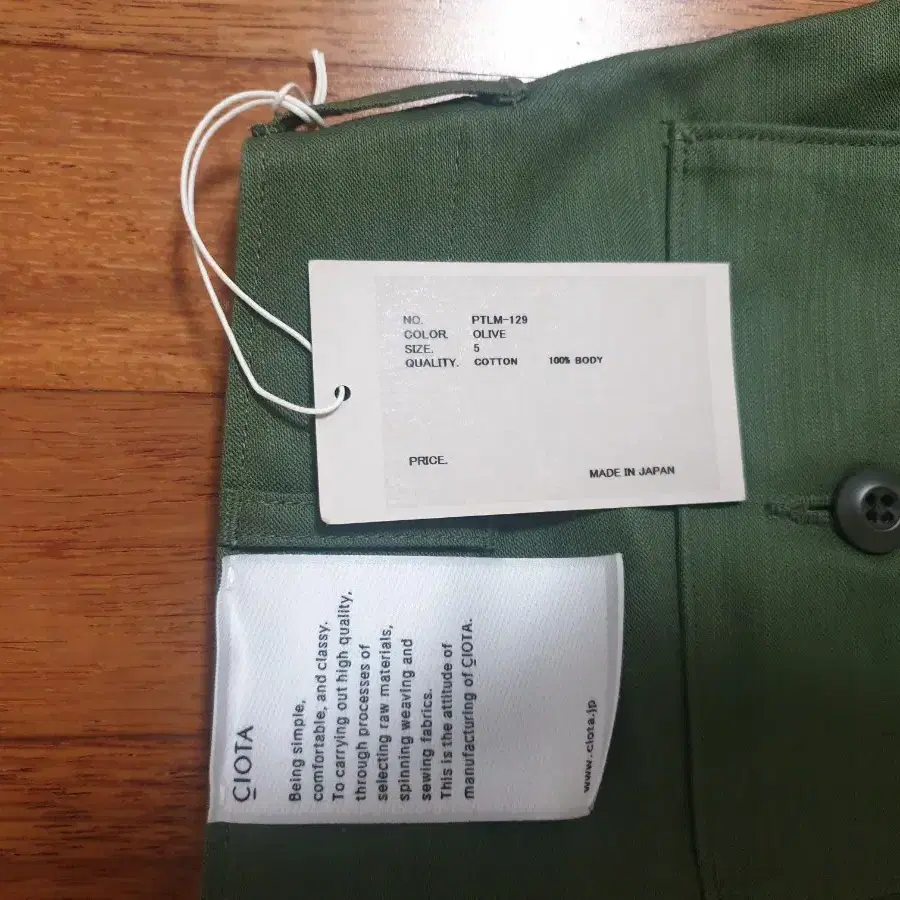 NO. PTLM-129
COLOR. OLIVE
SIZE. 5
QUALITY. COTTON 100% BODY
PRICE.
MADE IN JAPAN
CIOTA
Being simple,
comfortable, and classy.
To carrying out high quality,
through processes of
selecting raw materials,
spinning weaving and
sewing fabrics.
This is the attitude of
manufacturing of CIOTA.
www.ciota.jp